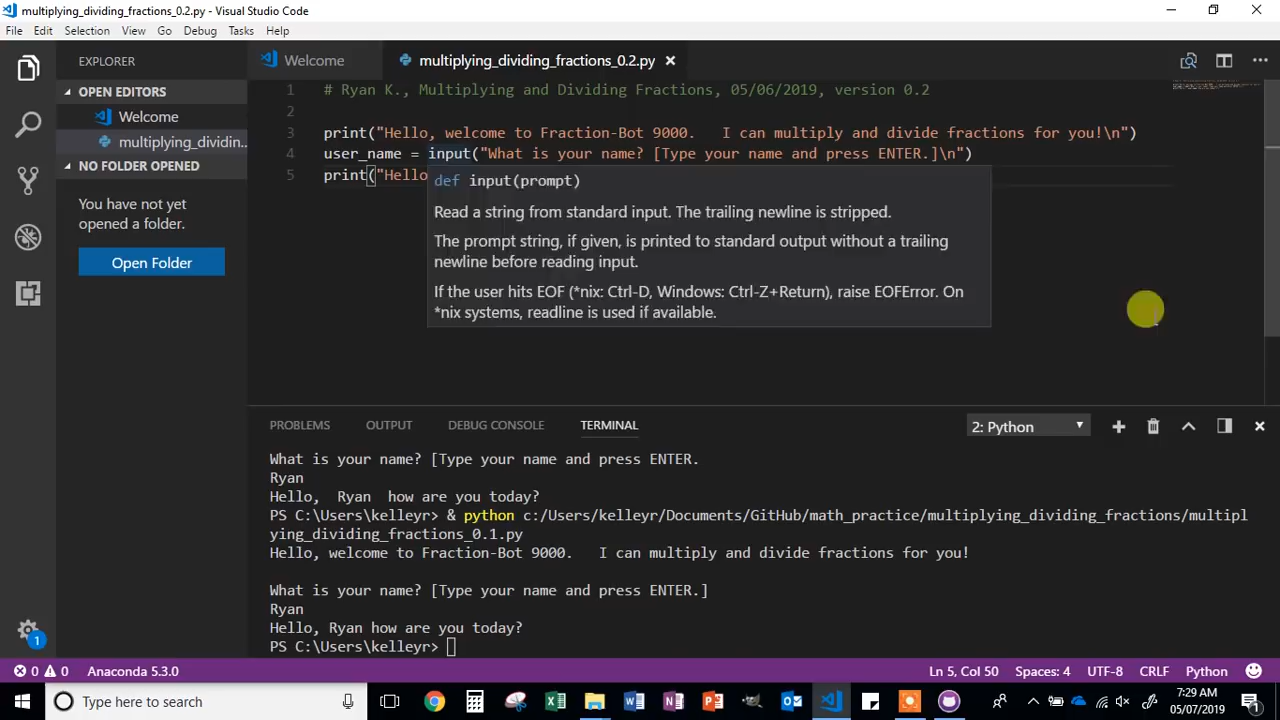 multiplying_dividing_fractions_0.2.py - Visual Studio Code
File Edit Selection View Go Debug Tasks Help
EXPLORER
OPEN EDITORS
Welcome
multiplying_dividin...
NO FOLDER OPENED
You have not yet
opened a folder.
Open Folder
Welcome
multiplying_dividing_fractions_0.2.py
1 # Ryan K., Multiplying and Dividing Fractions, 05/06/2019, version 0.2
2
3 print("Hello, welcome to Fraction-Bot 9000.   I can multiply and divide fractions for you!\n")
4 user_name = input("What is your name? [Type your name and press ENTER.]\n")
5 print("Hello
def input(prompt)
Read a string from standard input. The trailing newline is stripped.
The prompt string, if given, is printed to standard output without a trailing
newline before reading input.
If the user hits EOF (*nix: Ctrl-D, Windows: Ctrl-Z+Return), raise EOFError. On
*nix systems, readline is used if available.
PROBLEMS OUTPUT DEBUG CONSOLE TERMINAL 2: Python
What is your name? [Type your name and press ENTER.
Ryan
Hello,  Ryan  how are you today?
PS C:\Users\kelleyr> & python c:/Users/kelleyr/Documents/GitHub/math_practice/multiplying_dividing_fractions/multipl
ying_dividing_fractions_0.1.py
Hello, welcome to Fraction-Bot 9000.   I can multiply and divide fractions for you!
What is your name? [Type your name and press ENTER.]
Ryan
Hello, Ryan how are you today?
PS C:\Users\kelleyr>
1
0 0 Anaconda 5.3.0 Ln 5, Col 50 Spaces: 4 UTF-8 CRLF Python
Type here to search
7:29 AM
05/07/2019
1